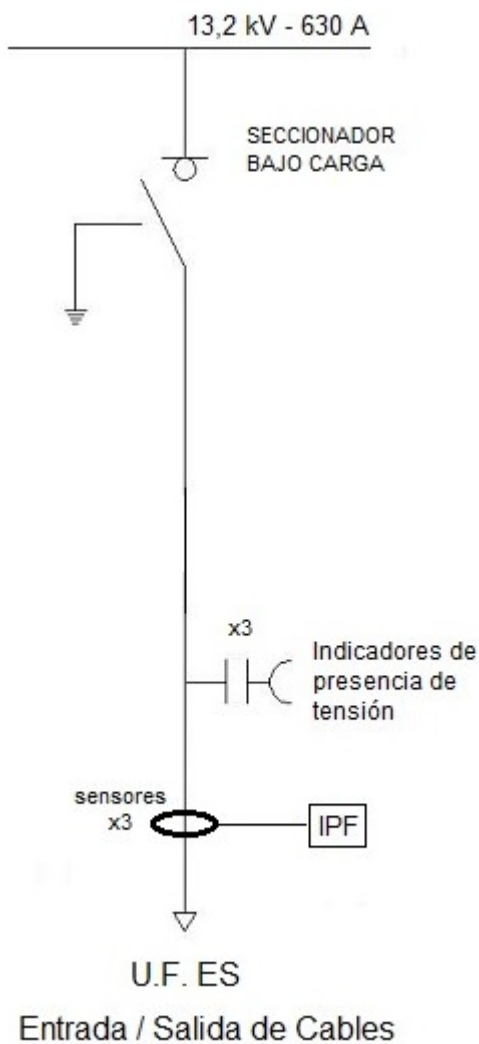 13,2 kV - 630 A
SECCIONADOR
BAJO CARGA
x3
Indicadores de
presencia de
tensión
sensores
x3
IPF
U.F. ES
Entrada / Salida de Cables